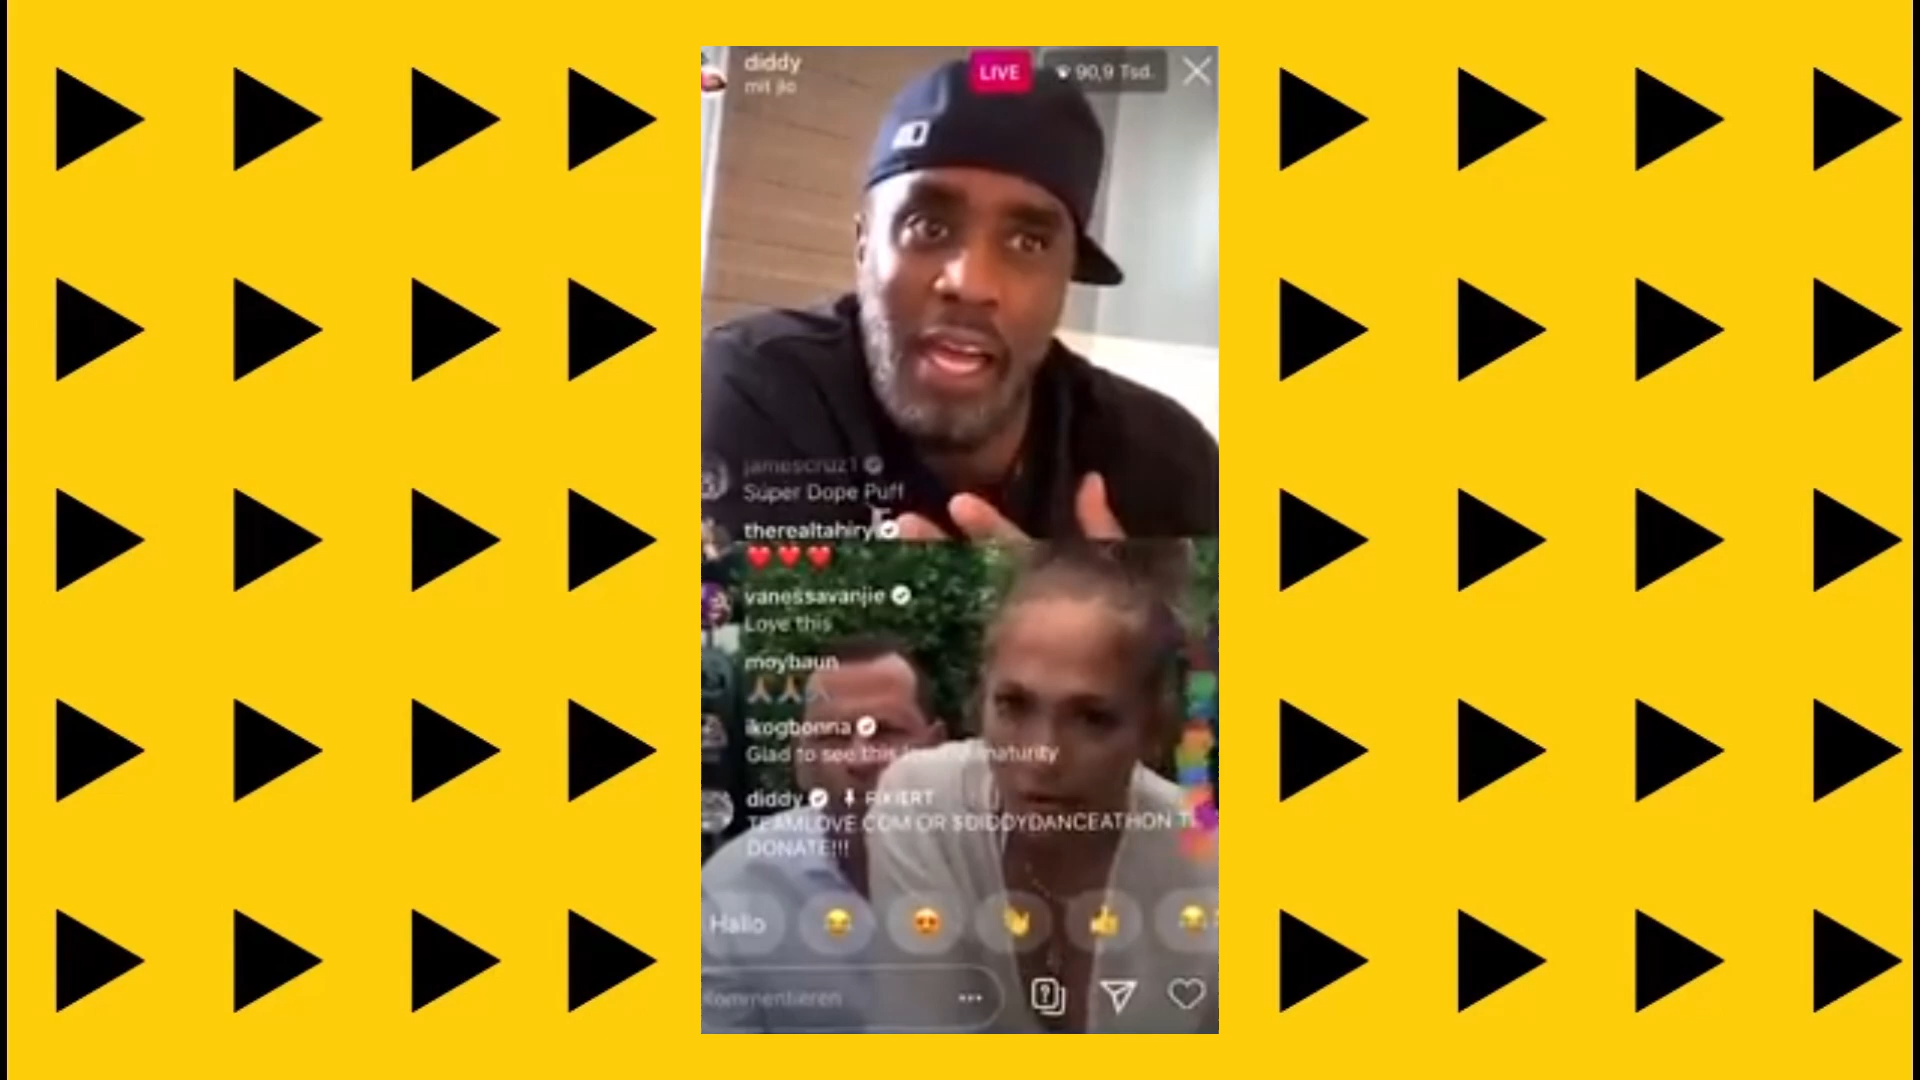 diddy
mit jlo
LIVE
90,9 Tsd.
jamescruz1
Super Dope Puff
therealtahiry
vanessavanjie
Love this
moybaun
ikogbonna
Glad to see this maturity
diddy FIXIERT
TEAMLOVE.COM OR $DIDDYDANCEATHON
DONATE!!!
Hallo
Kommentieren